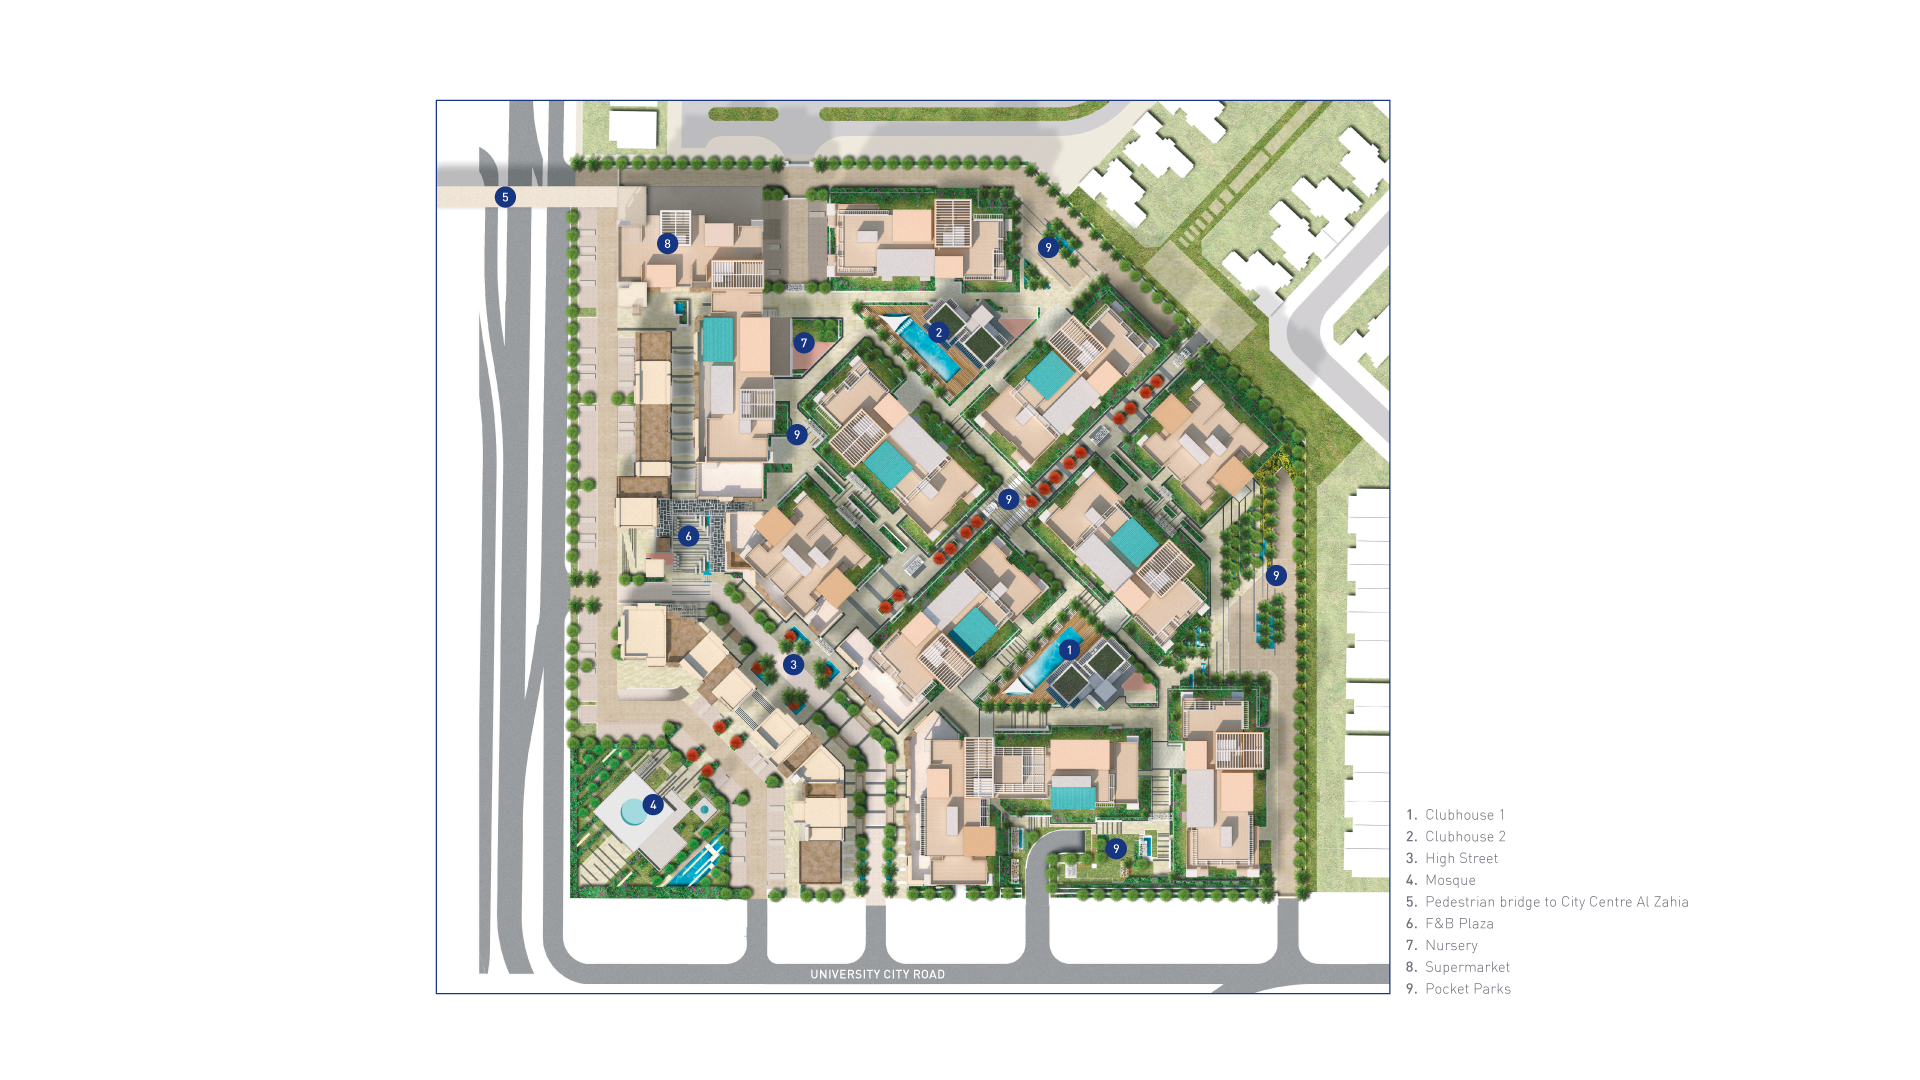 5
8
9
2
7
9
9
6
9
1
3
4
9
UNIVERSITY CITY ROAD
1. Clubhouse 1
2. Clubhouse 2
3. High Street
4. Mosque
5. Pedestrian bridge to City Centre Al Zahia
6. F&B Plaza
7. Nursery
8. Supermarket
9. Pocket Parks